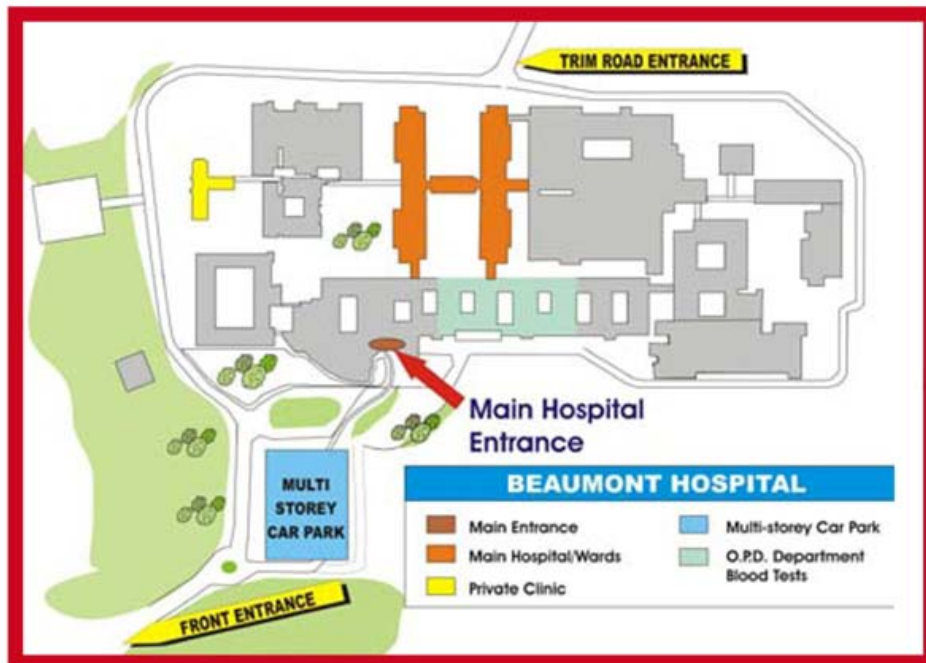 TRIM ROAD ENTRANCE
Main Hospital
Entrance
MULTI
STOREY
CAR PARK
BEAUMONT HOSPITAL
Main Entrance
Main Hospital/Wards
Private Clinic
Multi-storey Car Park
O.P.D. Department
Blood Tests
FRONT ENTRANCE